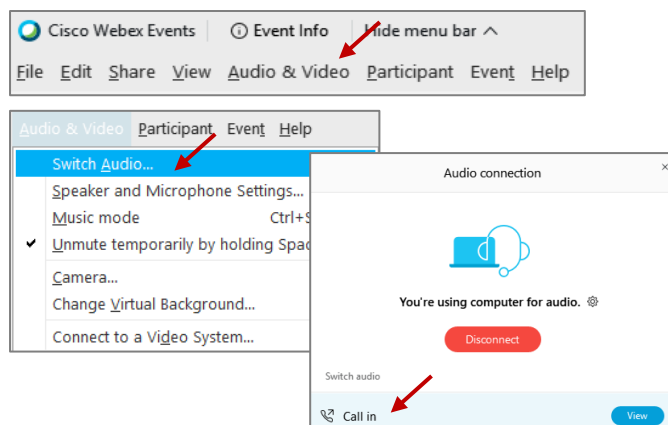 Cisco Webex Events Event Info Hide menu bar
File Edit Share View Audio & Video Participant Event Help
Audio & Video Participant Event Help
Switch Audio...
Speaker and Microphone Settings...
Music mode Ctrl+S
Unmute temporarily by holding Spac
Camera...
Change Virtual Background...
Connect to a Video System...
Audio connection
You're using computer for audio.
Disconnect
Switch audio
Call in View